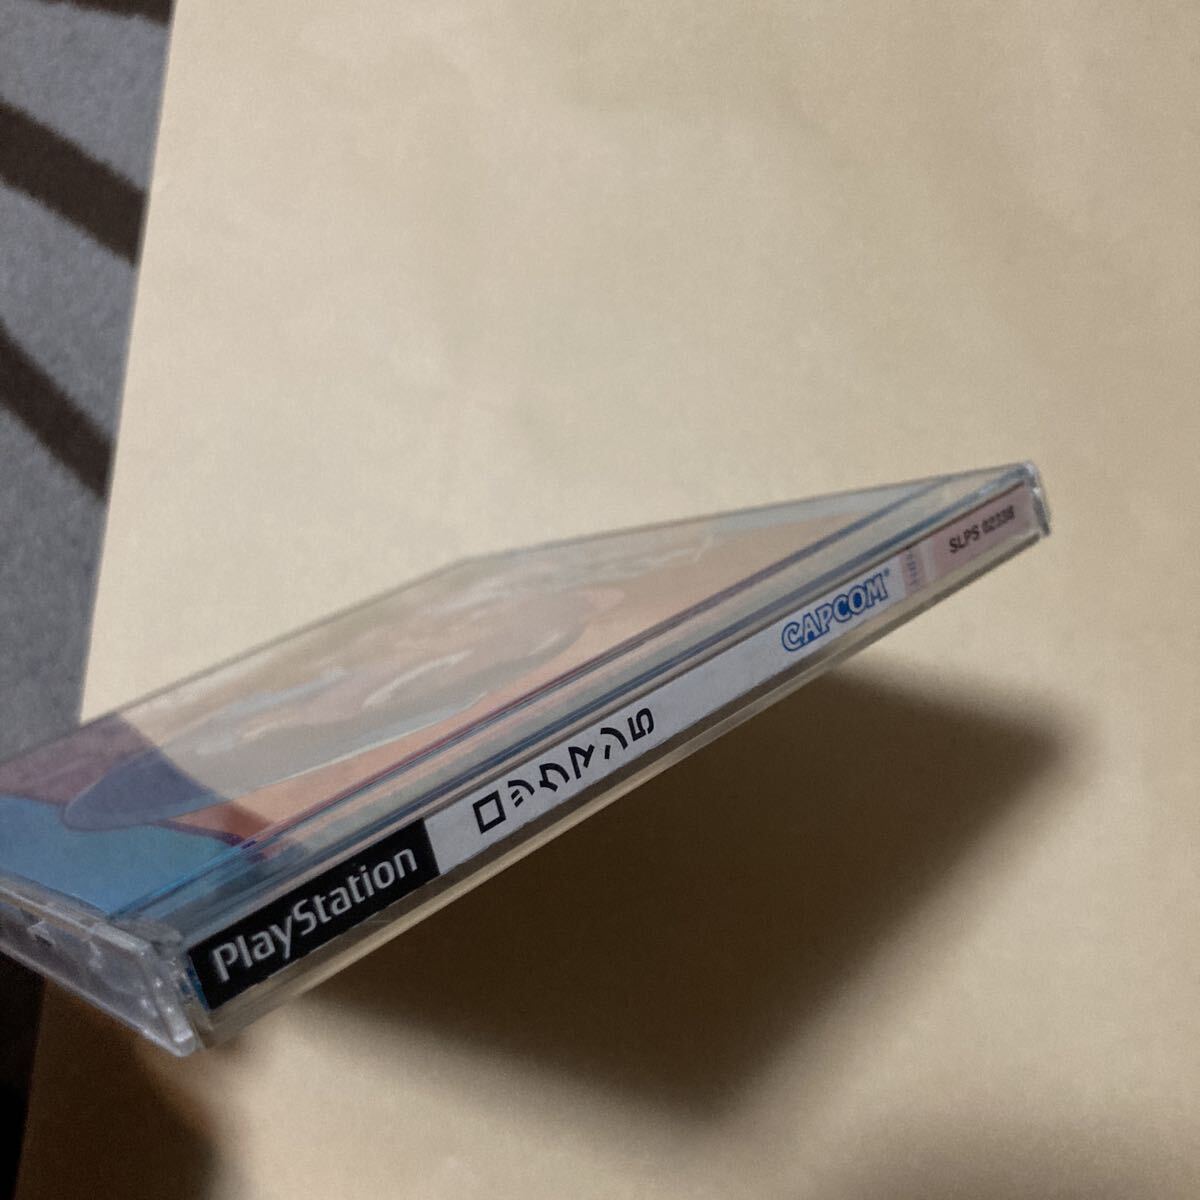 PlayStation
ロックマン5
CAPCOM
SLPS 02338